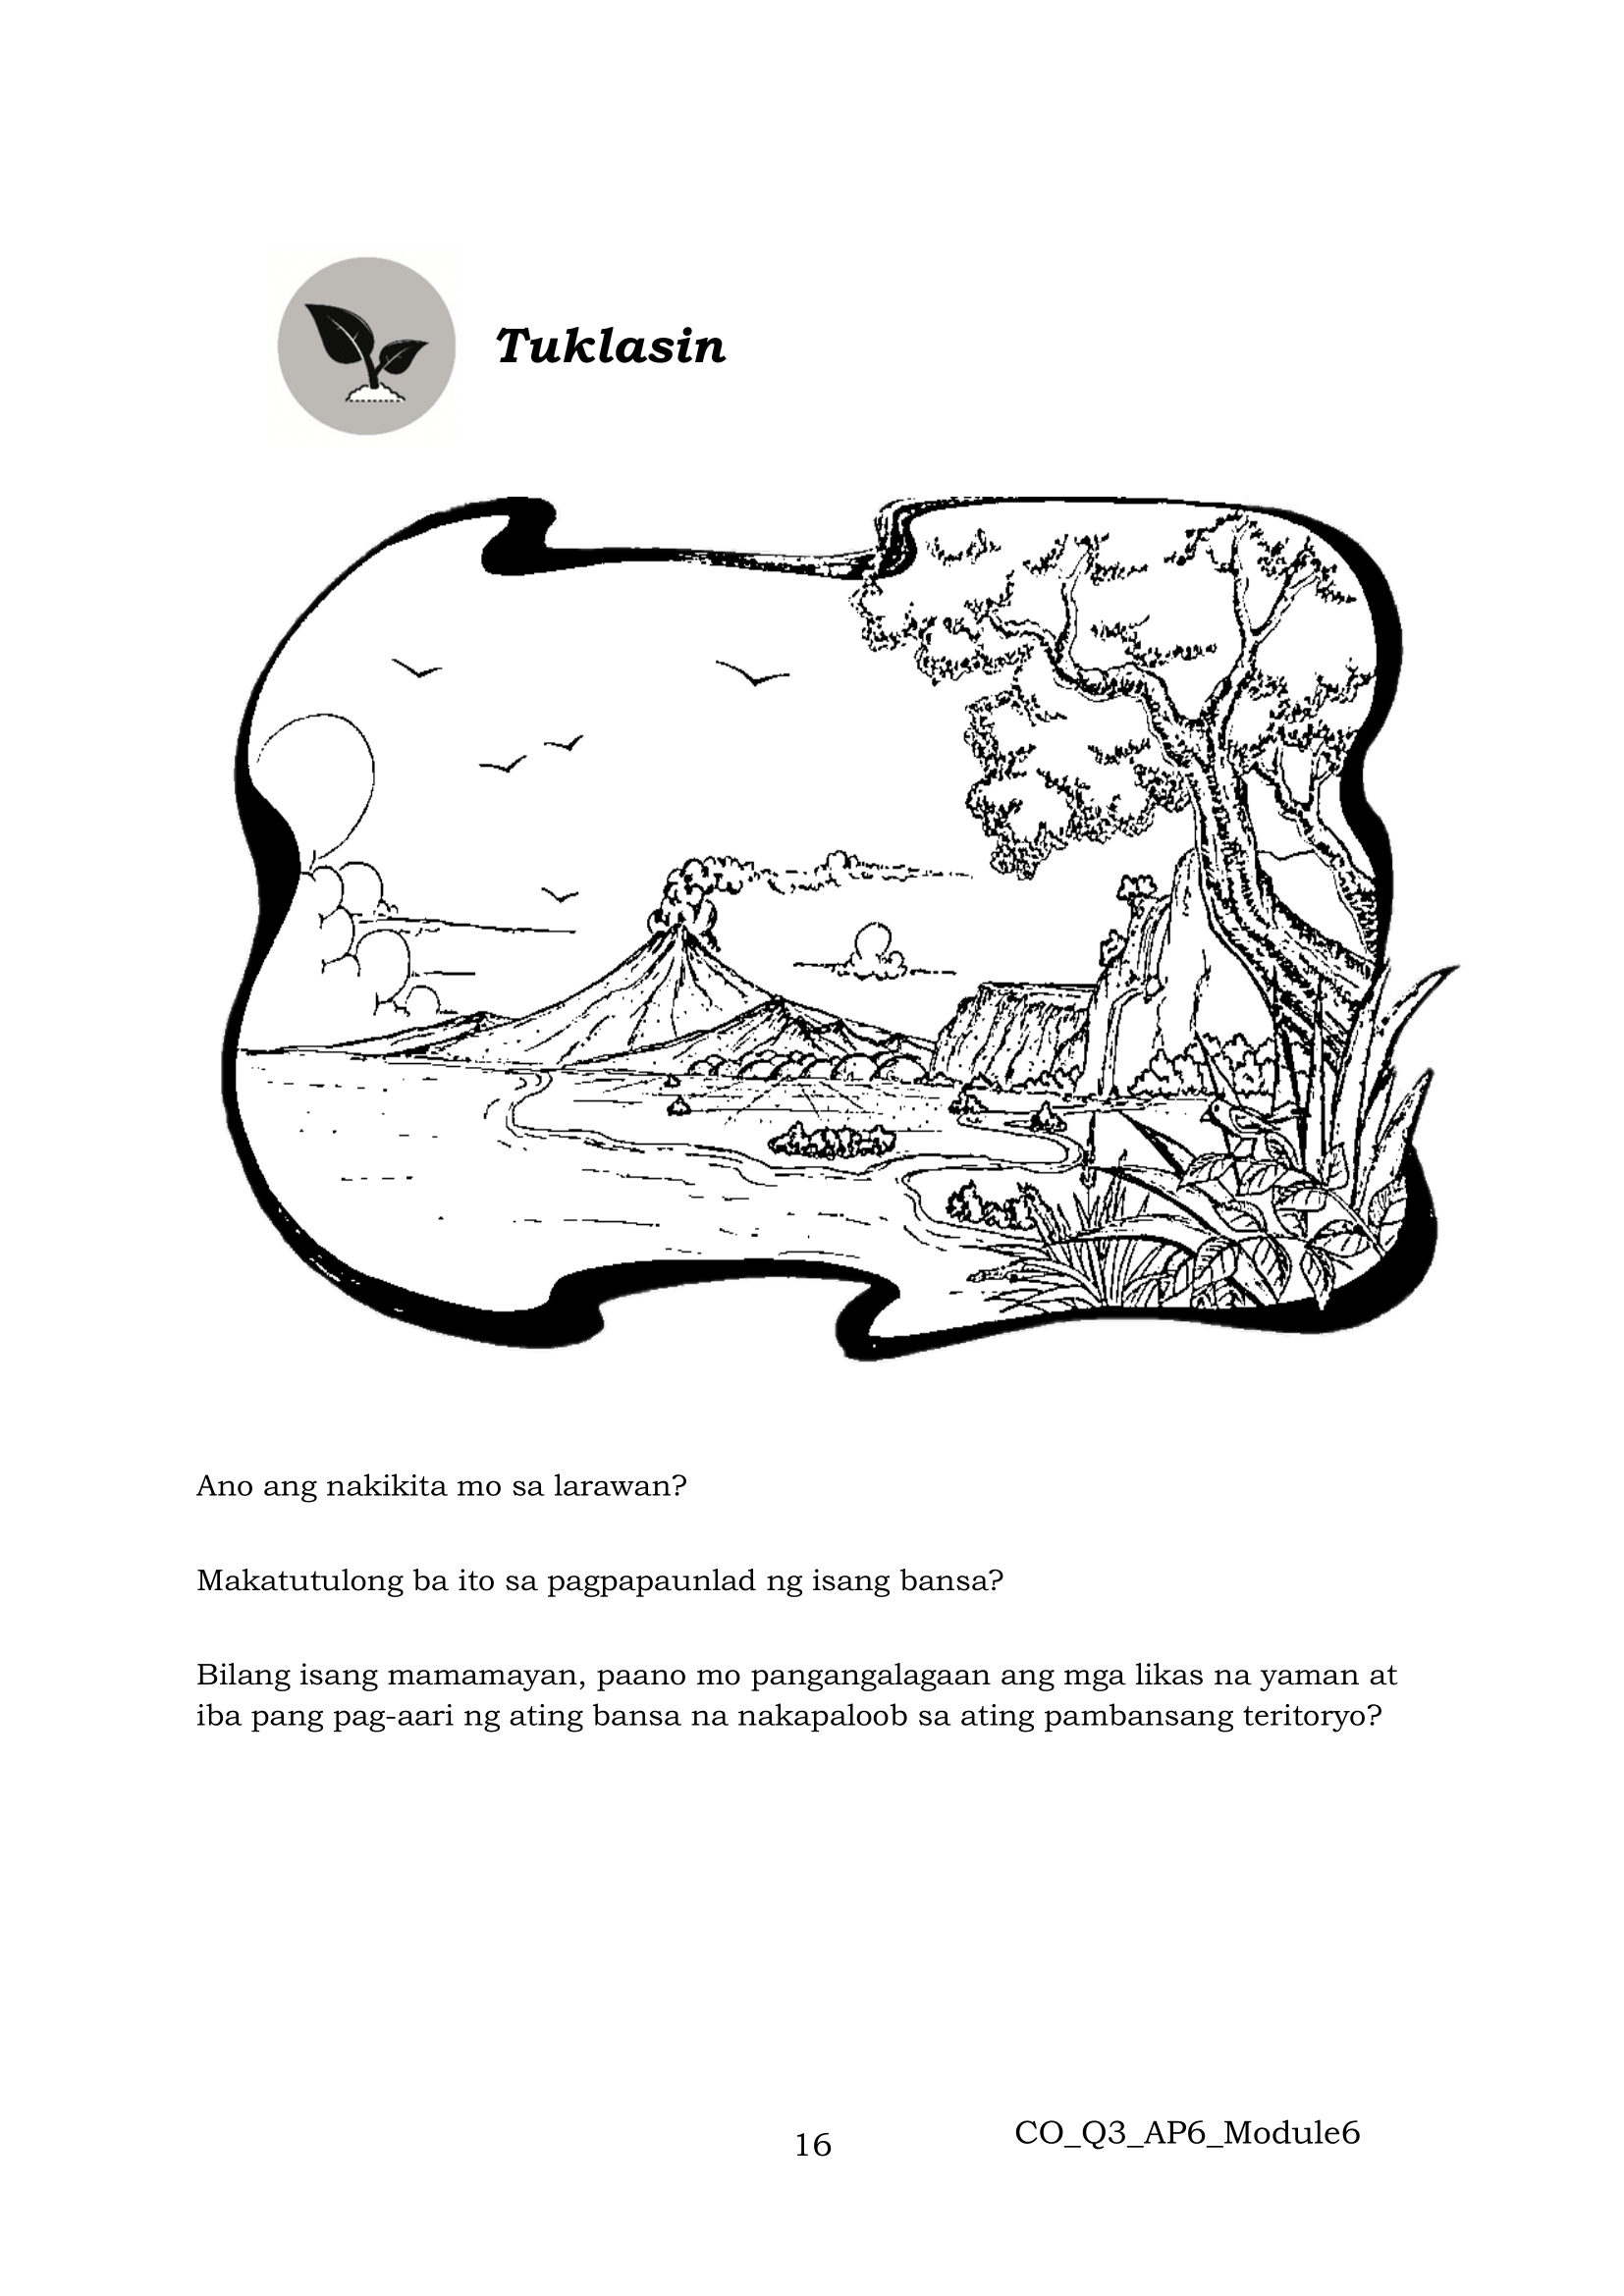 Tuklasin
Ano ang nakikita mo sa larawan?
Makatutulong ba ito sa pagpapaunlad ng isang bansa?
Bilang isang mamamayan, paano mo pangangalagaan ang mga likas na yaman at
iba pang pag-aari ng ating bansa na nakapaloob sa ating pambansang teritoryo?
16
CO_Q3_AP6_Module6